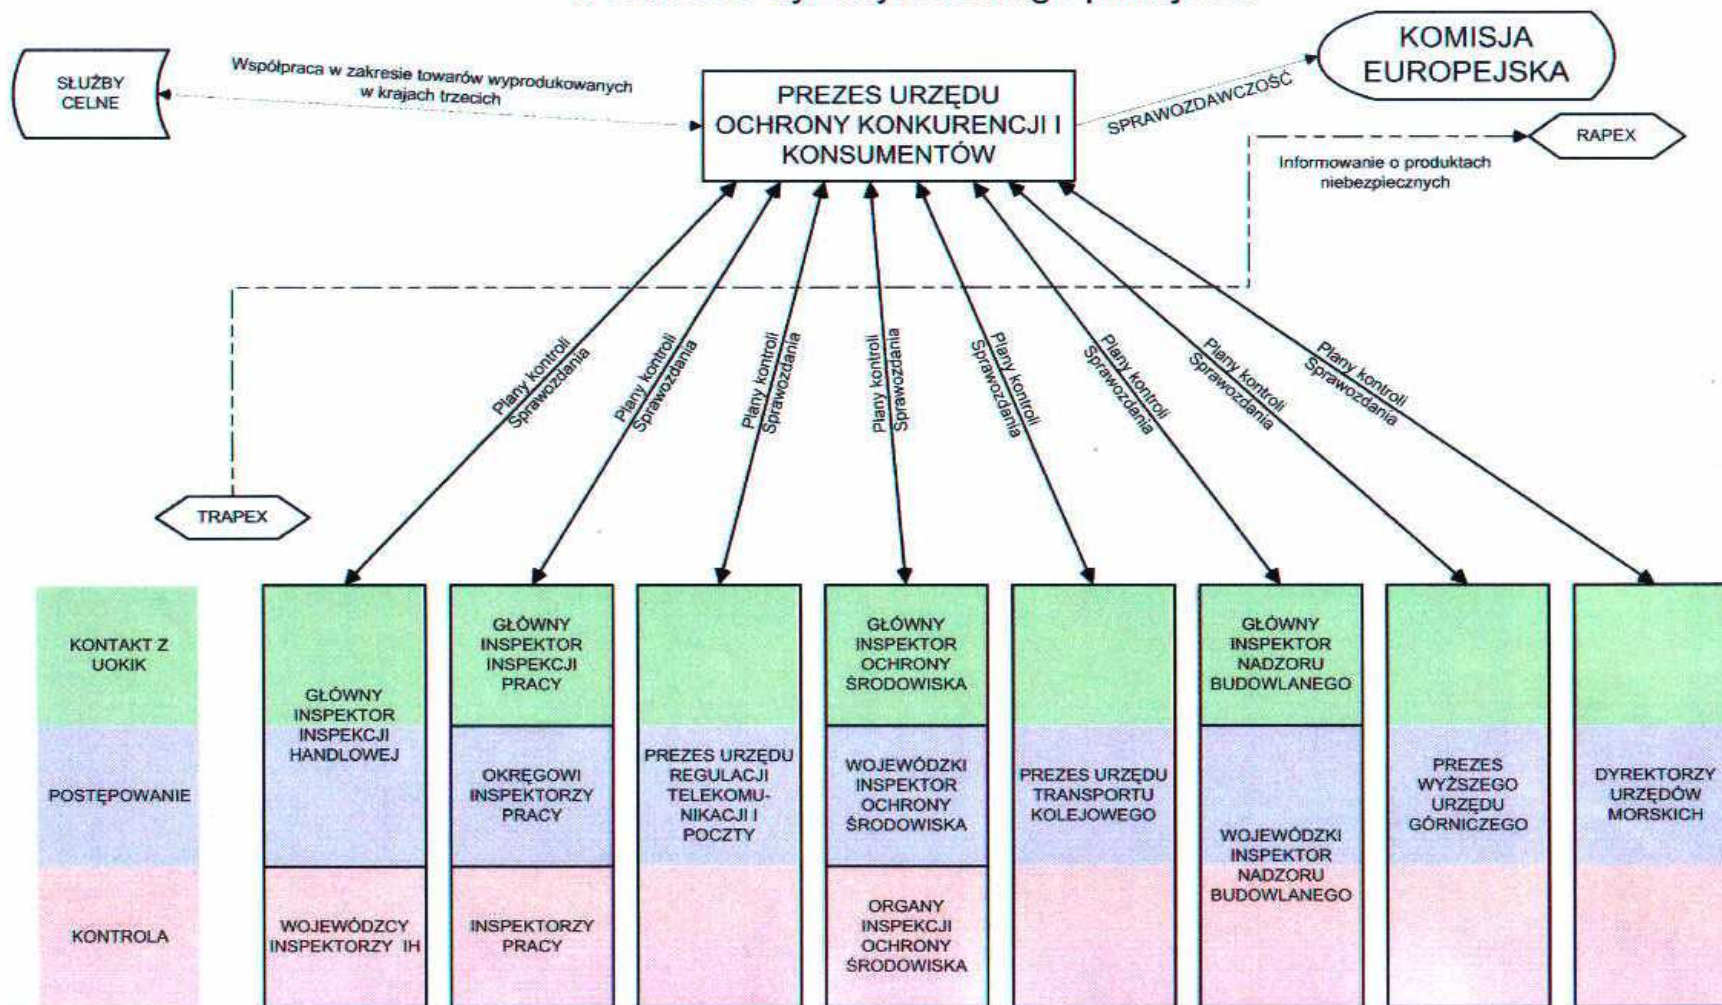 SŁUŻBY
CELNE
Współpraca w zakresie towarów wyprodukowanych
w krajach trzecich
PREZES URZĘDU
OCHRONY KONKURENCJI I
KONSUMENTÓW
SPRAWOZDAWCZOŚĆ
KOMISJA
EUROPEJSKA
RAPEX
Informowanie o produktach
niebezpiecznych
Plany kontroli
Sprawozdania
Plany kontroli
Sprawozdania
Plany kontroli
Sprawozdania
Plany kontroli
Sprawozdania
Plany kontroli
Sprawozdania
Plany kontroli
Sprawozdania
Plany kontroli
Sprawozdania
Plany kontroli
Sprawozdania
TRAPEX
KONTAKT Z
UOKIK
POSTĘPOWANIE
KONTROLA
GŁÓWNY
INSPEKTOR
INSPEKCJI
HANDLOWEJ
WOJEWÓDZCY
INSPEKTORZY IH
GŁÓWNY
INSPEKTOR
INSPEKCJI
PRACY
OKRĘGOWI
INSPEKTORZY
PRACY
INSPEKTORZY
PRACY
PREZES URZĘDU
REGULACJI
TELEKOMU-
NIKACJI I
POCZTY
GŁÓWNY
INSPEKTOR
OCHRONY
ŚRODOWISKA
WOJEWÓDZKI
INSPEKTOR
OCHRONY
ŚRODOWISKA
ORGANY
INSPEKCJI
OCHRONY
ŚRODOWISKA
PREZES URZĘDU
TRANSPORTU
KOLEJOWEGO
GŁÓWNY
INSPEKTOR
NADZORU
BUDOWLANEGO
WOJEWÓDZKI
INSPEKTOR
NADZORU
BUDOWLANEGO
PREZES
WYŻSZEGO
URZĘDU
GÓRNICZEGO
DYREKTORZY
URZĘDÓW
MORSKICH